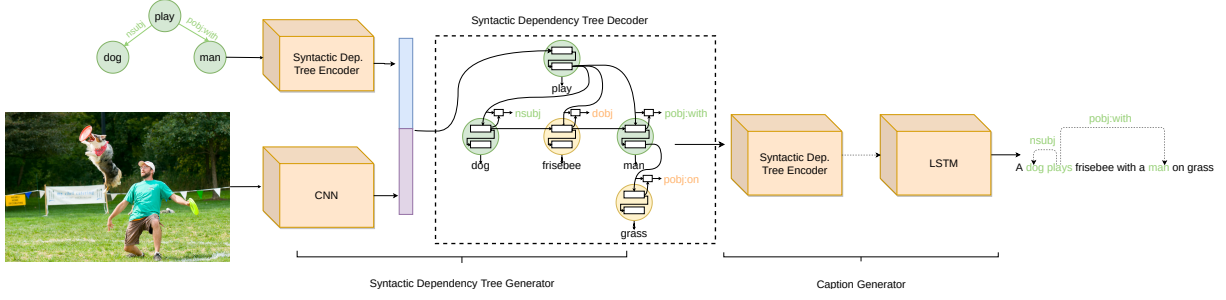 Syntactic Dependency Tree Decoder
play
nsubj
pobj:with
dog
man
Syntactic Dep.
Tree Encoder
play
nsubj
dobj
pobj:with
dog
frisebee
man
pobj:on
grass
CNN
Syntactic Dep.
Tree Encoder
LSTM
pobj:with
nsubj
A dog plays frisebee with a man on grass
Syntactic Dependency Tree Generator
Caption Generator